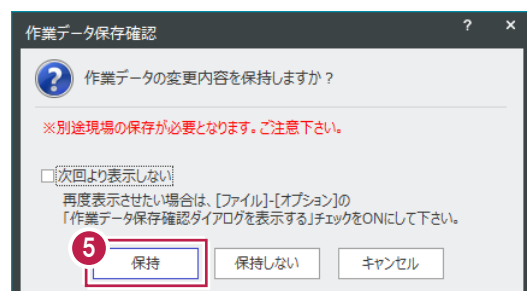 作業データ保存確認
? ×
作業データの変更内容を保持しますか?
※別途現場の保存が必要となります。ご注意下さい。
次回より表示しない
再度表示させたい場合は、[ファイル]-[オプション]の
「作業データ保存確認ダイアログを表示する」チェックをONにして下さい。
5
保持 保持しない キャンセル